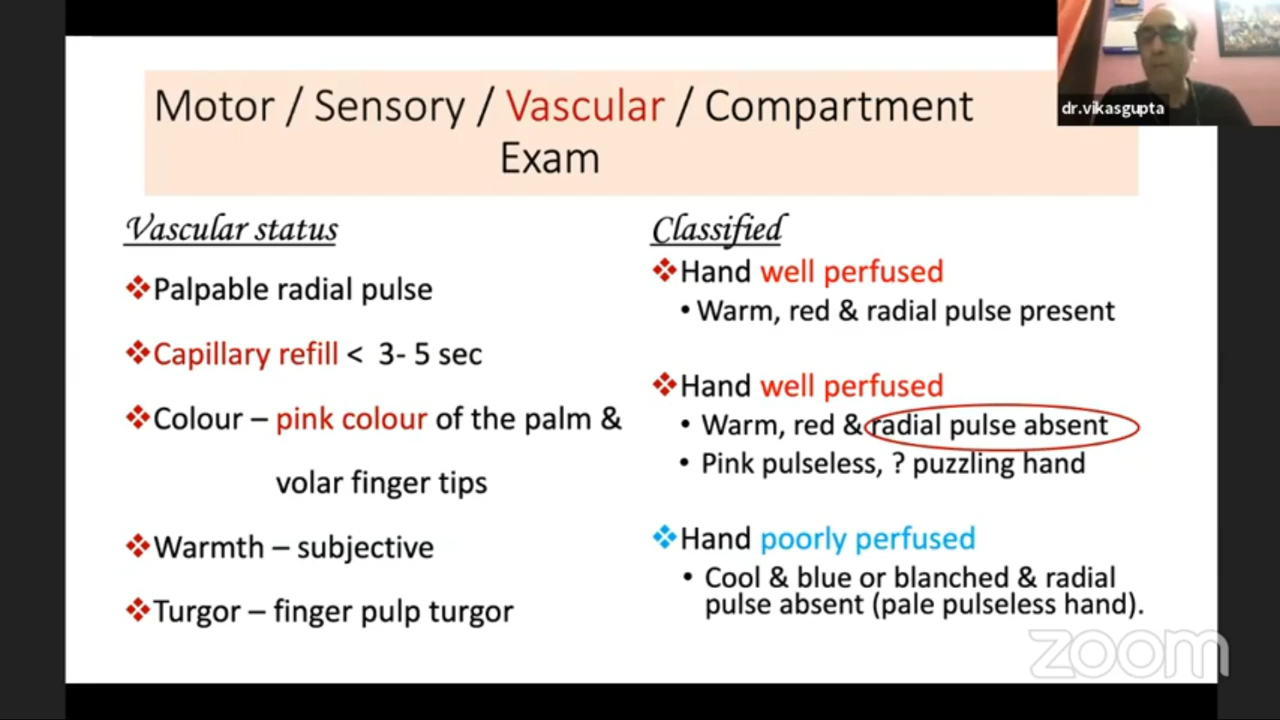 dr.vikasgupta
Motor / Sensory / Vascular / Compartment
Exam
Vascular status
❖Palpable radial pulse
❖Capillary refill < 3- 5 sec
❖Colour – pink colour of the palm &
volar finger tips
❖Warmth – subjective
❖Turgor – finger pulp turgor
Classified
❖Hand well perfused
• Warm, red & radial pulse present
❖Hand well perfused
• Warm, red & radial pulse absent
• Pink pulseless, ? puzzling hand
❖Hand poorly perfused
• Cool & blue or blanched & radial
pulse absent (pale pulseless hand).
zoom